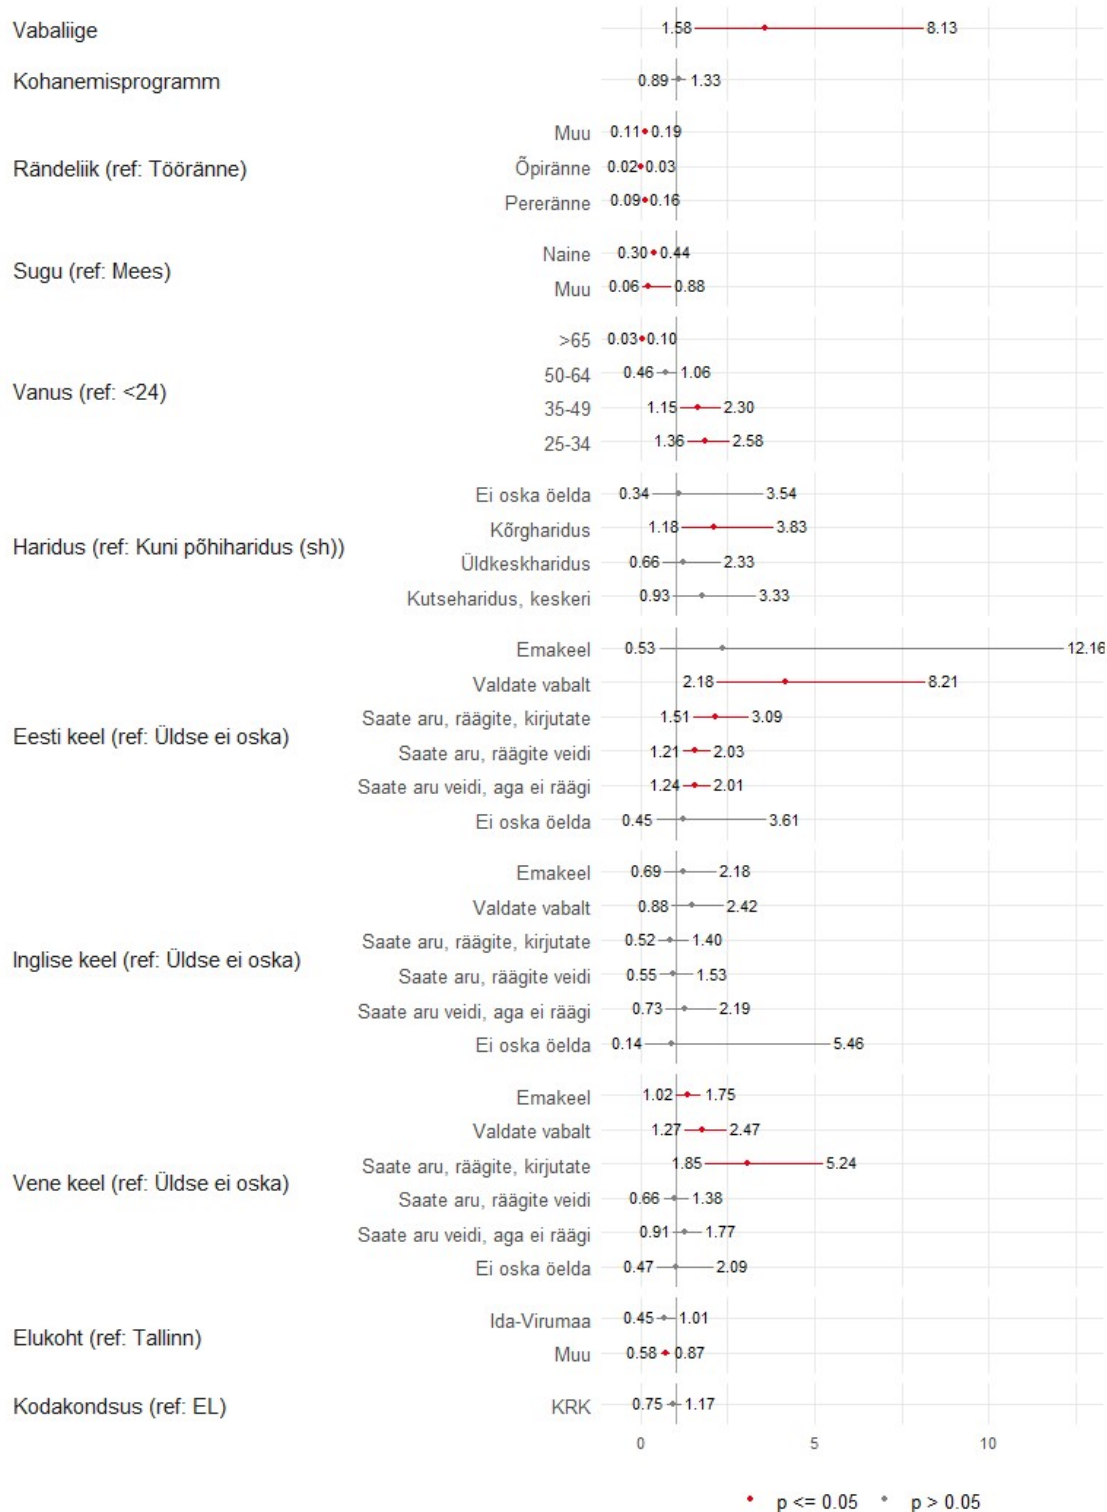 Vabaliige 1.58 8.13
Kohanemisprogramm 0.89 1.33
Muu 0.11 0.19
Rändeliik (ref: Tööränne) Õpiränne 0.02 0.03
Pereränne 0.09 0.16
Naine 0.30 0.44
Sugu (ref: Mees)
Muu 0.06 0.88
>65 0.03 0.10
50-64 0.46 1.06
Vanus (ref: <24)
35-49 1.15 2.30
25-34 1.36 2.58
Ei oska öelda 0.34 3.54
Kõrgharidus 1.18 3.83
Haridus (ref: Kuni põhiharidus (sh))
Üldkeskharidus 0.66 2.33
Kutseharidus, keskeri 0.93 3.33
Emakeel 0.53 12.16
Valdate vabalt 2.18 8.21
Saate aru, räägite, kirjutate 1.51 3.09
Eesti keel (ref: Üldse ei oska)
Saate aru, räägite veidi 1.21 2.03
Saate aru veidi, aga ei räägi 1.24 2.01
Ei oska öelda 0.45 3.61
Emakeel 0.69 2.18
Valdate vabalt 0.88 2.42
Saate aru, räägite, kirjutate 0.52 1.40
Inglise keel (ref: Üldse ei oska)
Saate aru, räägite veidi 0.55 1.53
Saate aru veidi, aga ei räägi 0.73 2.19
Ei oska öelda 0.14 5.46
Emakeel 1.02 1.75
Valdate vabalt 1.27 2.47
Saate aru, räägite, kirjutate 1.85 5.24
Vene keel (ref: Üldse ei oska)
Saate aru, räägite veidi 0.66 1.38
Saate aru veidi, aga ei räägi 0.91 1.77
Ei oska öelda 0.47 2.09
Ida-Virumaa 0.45 1.01
Elukoht (ref: Tallinn)
Muu 0.58 0.87
Kodakondsus (ref: EL) KRK 0.75 1.17
0 5 10
p <= 0.05 p > 0.05